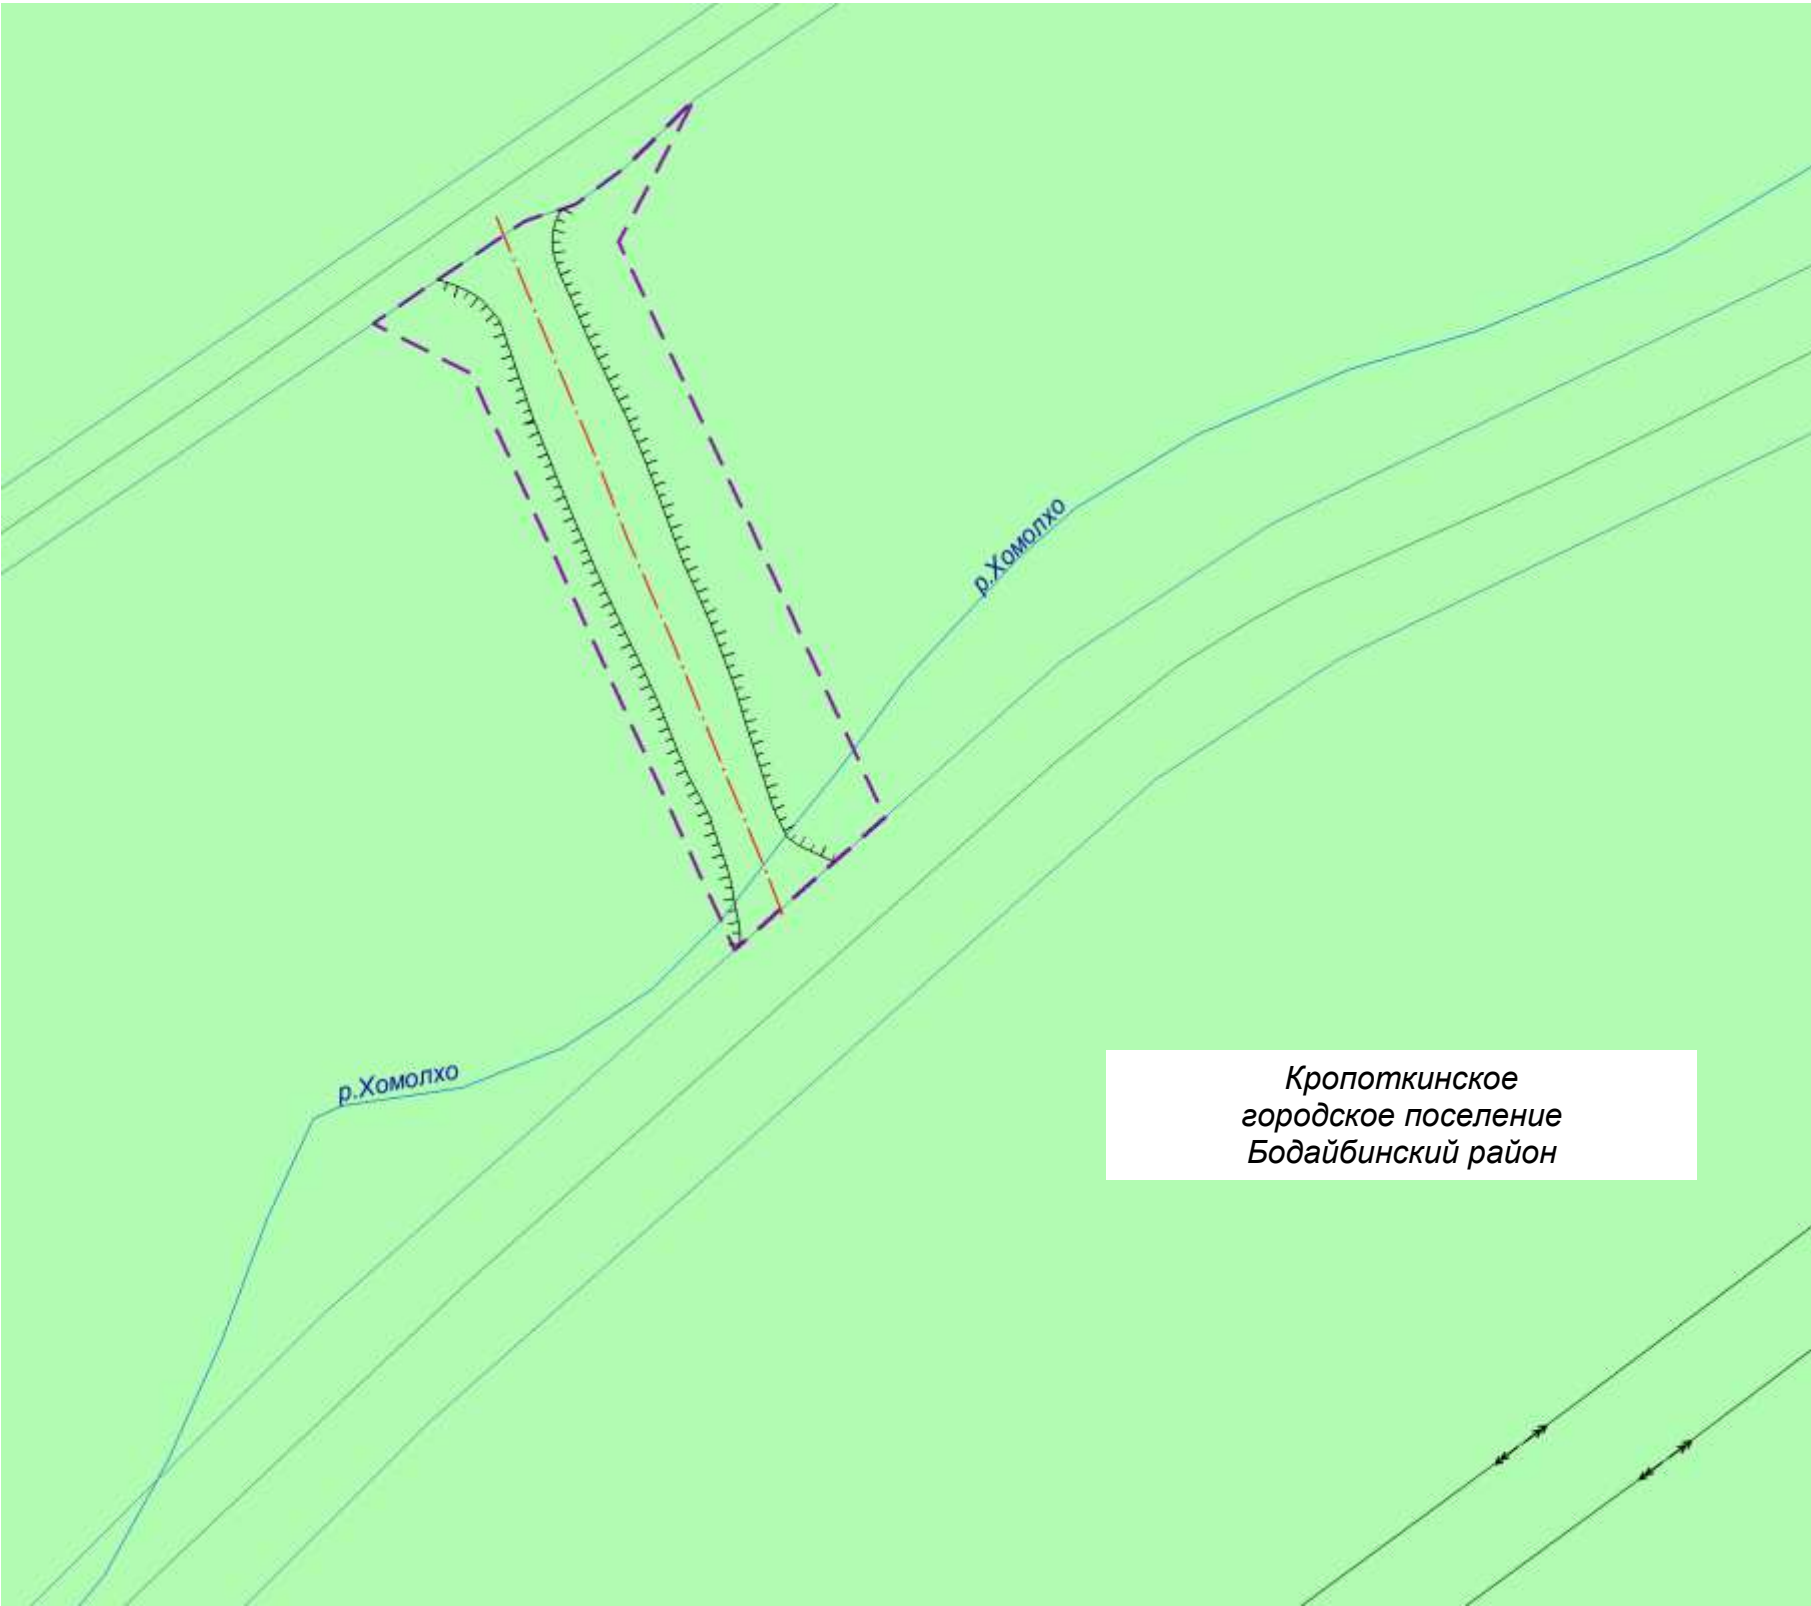 р.Хомолхо
р.Хомолхо
Кропоткинское
городское поселение
Бодайбинский район